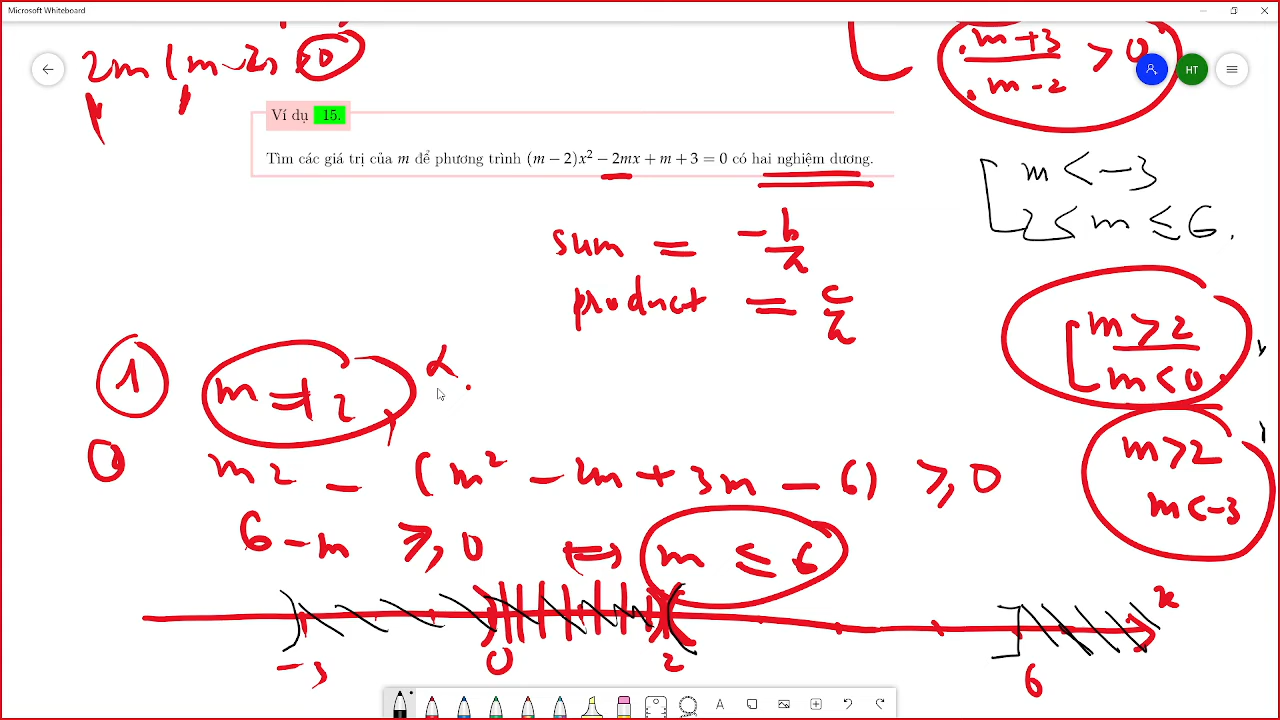 Microsoft Whiteboard
2m (m - 2) > 0
m + 3 / m - 2 > 0
HT
Ví dụ 15.
Tìm các giá trị của m để phương trình (m − 2)x² − 2mx + m + 3 = 0 có hai nghiệm dương.
m < -3
2 < m ≤ 6.
sum = - b/a
product = c/a
m > 2
m < 0
1 m ≠ 2
m2 - (m² - 2m + 3m - 6) ≥ 0
m > 2
m < -3
6 - m ≥ 0 ⟷ m ≤ 6
-3 0 2 6 x